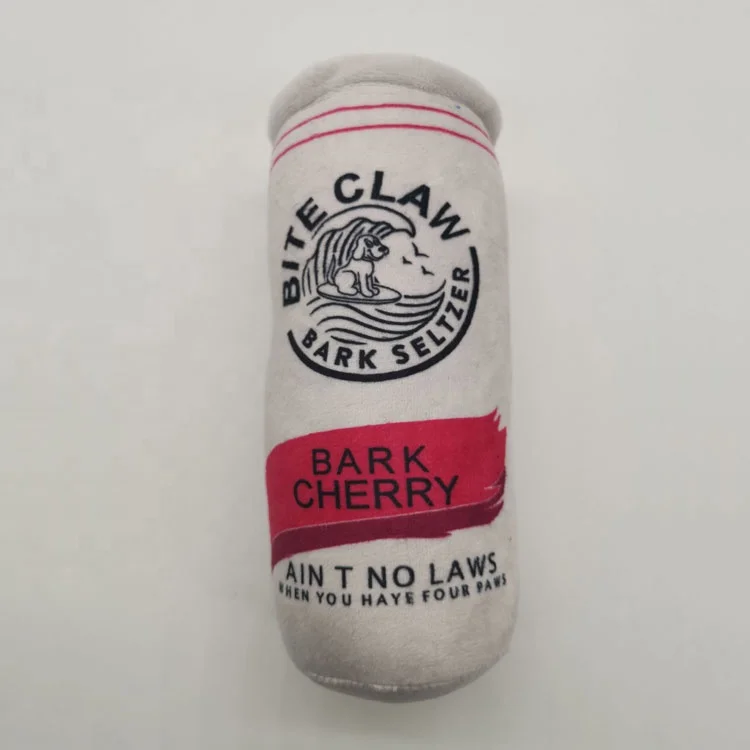 BITE CLAW
BARK SELTZER
BARK
CHERRY
AIN T NO LAWS
WHEN YOU HAYE FOUR PAWS